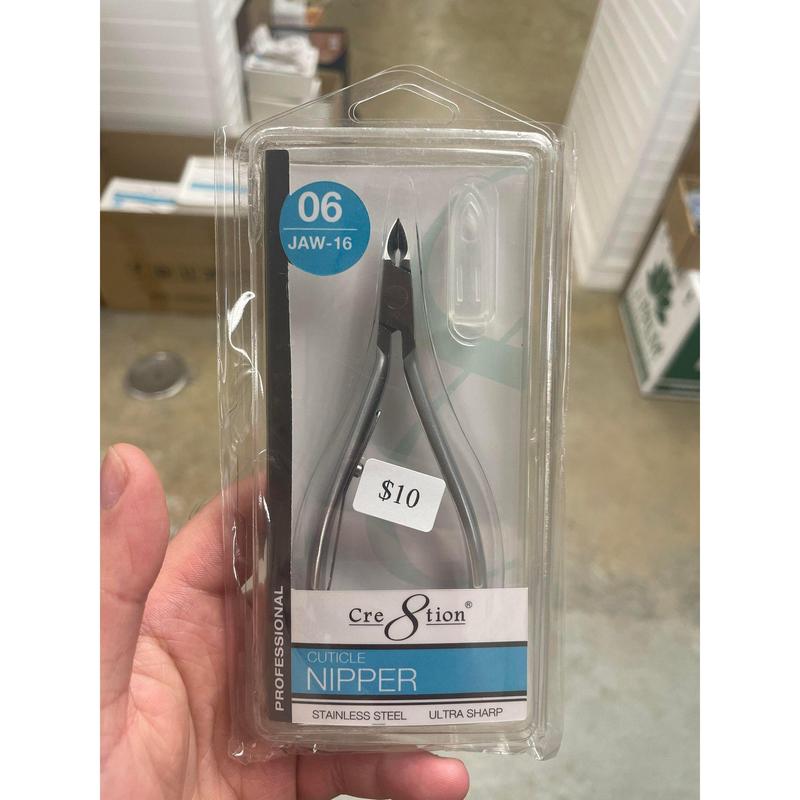 06
JAW-16
$10
PROFESSIONAL
Cre8tion®
CUTICLE
NIPPER
STAINLESS STEEL ULTRA SHARP